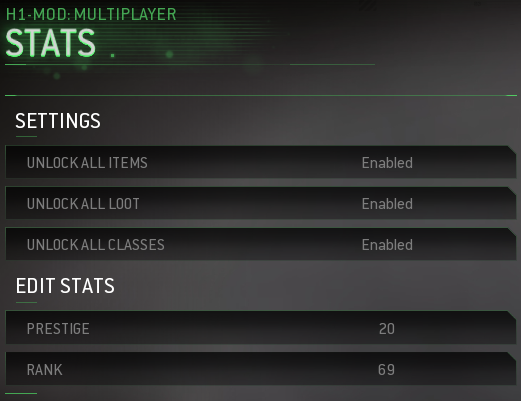 H1-MOD: MULTIPLAYER
STATS
SETTINGS
UNLOCK ALL ITEMS Enabled
UNLOCK ALL LOOT Enabled
UNLOCK ALL CLASSES Enabled
EDIT STATS
PRESTIGE 20
RANK 69